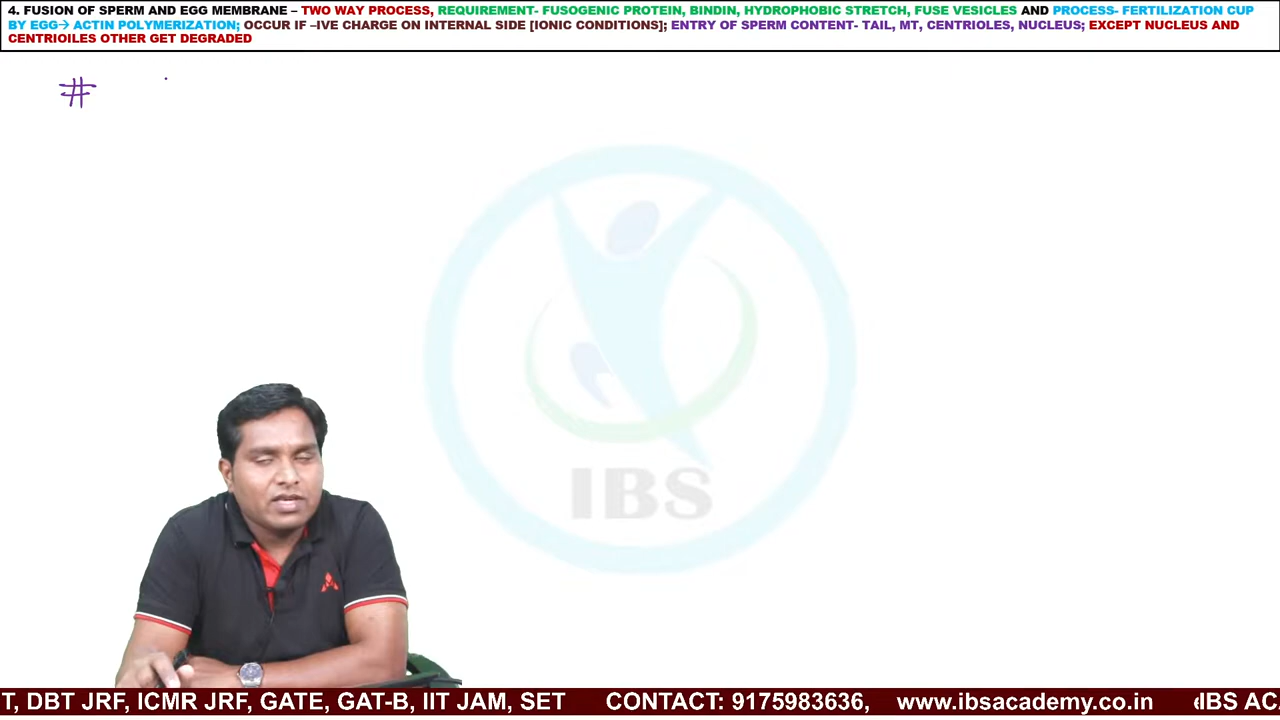 4. FUSION OF SPERM AND EGG MEMBRANE – TWO WAY PROCESS, REQUIREMENT- FUSOGENIC PROTEIN, BINDIN, HYDROPHOBIC STRETCH, FUSE VESICLES AND PROCESS- FERTILIZATION CUP
BY EGG→ ACTIN POLYMERIZATION; OCCUR IF –IVE CHARGE ON INTERNAL SIDE [IONIC CONDITIONS]; ENTRY OF SPERM CONTENT- TAIL, MT, CENTRIOLES, NUCLEUS; EXCEPT NUCLEUS AND
CENTRIOILES OTHER GET DEGRADED
#
IBS
T, DBT JRF, ICMR JRF, GATE, GAT-B, IIT JAM, SET CONTACT: 9175983636, www.ibsacademy.co.in IBS AC